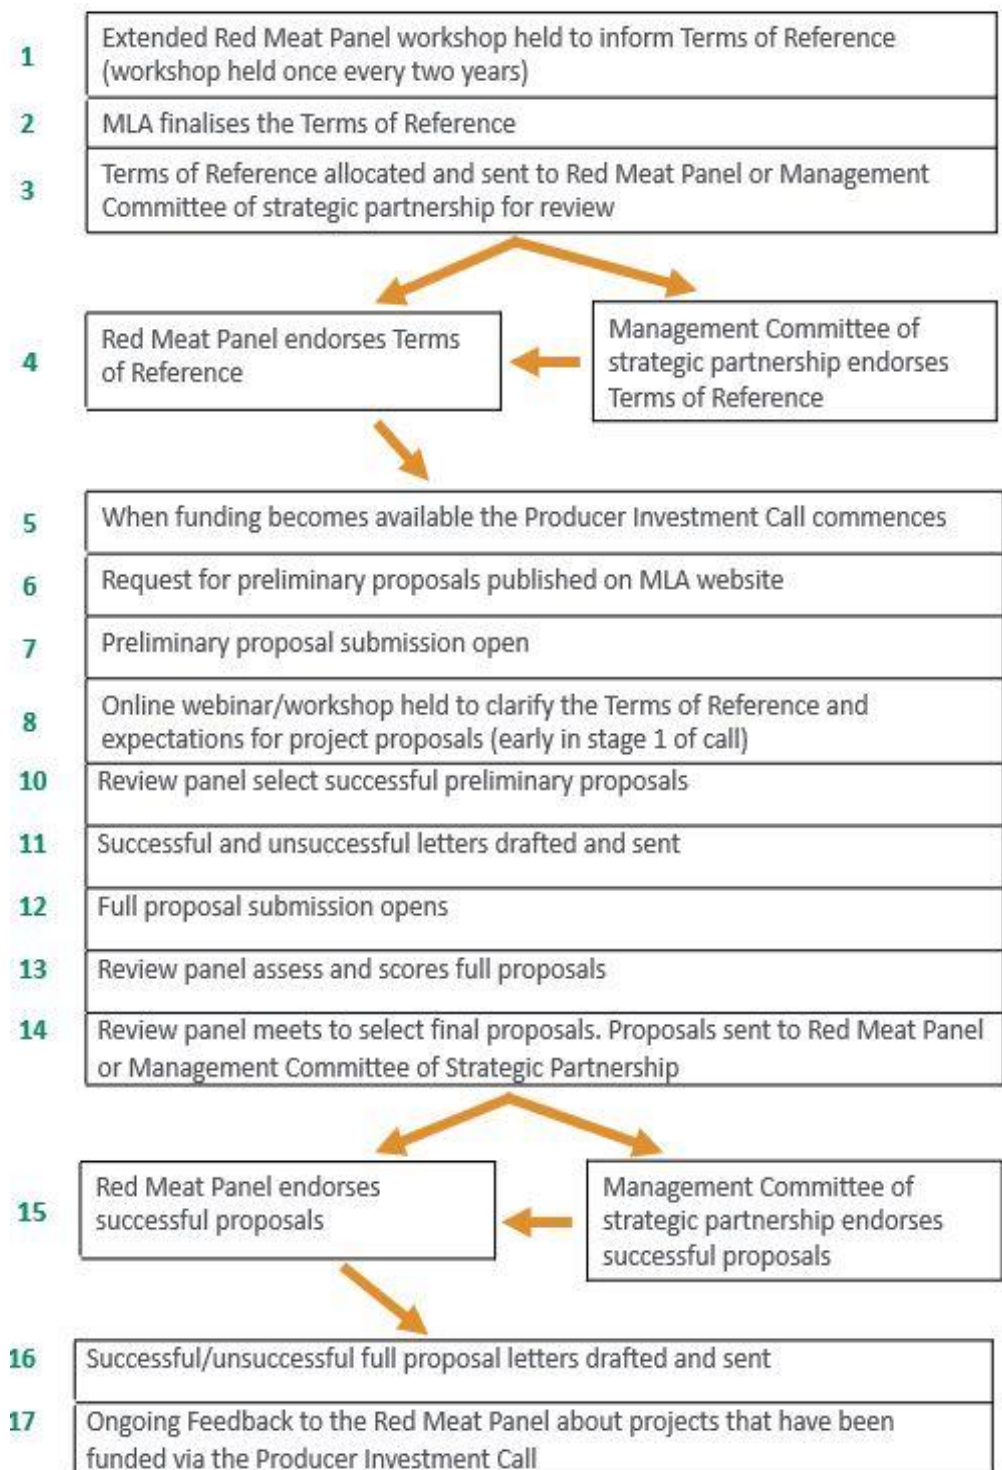 1
Extended Red Meat Panel workshop held to inform Terms of Reference
(workshop held once every two years)
2
MLA finalises the Terms of Reference
3
Terms of Reference allocated and sent to Red Meat Panel or Management
Committee of strategic partnership for review
4
Red Meat Panel endorses Terms
of Reference
Management Committee of
strategic partnership endorses
Terms of Reference
5
When funding becomes available the Producer Investment Call commences
6
Request for preliminary proposals published on MLA website
7
Preliminary proposal submission open
8
Online webinar/workshop held to clarify the Terms of Reference and
expectations for project proposals (early in stage 1 of call)
10
Review panel select successful preliminary proposals
11
Successful and unsuccessful letters drafted and sent
12
Full proposal submission opens
13
Review panel assess and scores full proposals
14
Review panel meets to select final proposals. Proposals sent to Red Meat Panel
or Management Committee of Strategic Partnership
15
Red Meat Panel endorses
successful proposals
Management Committee of
strategic partnership endorses
successful proposals
16
Successful/unsuccessful full proposal letters drafted and sent
17
Ongoing Feedback to the Red Meat Panel about projects that have been
funded via the Producer Investment Call